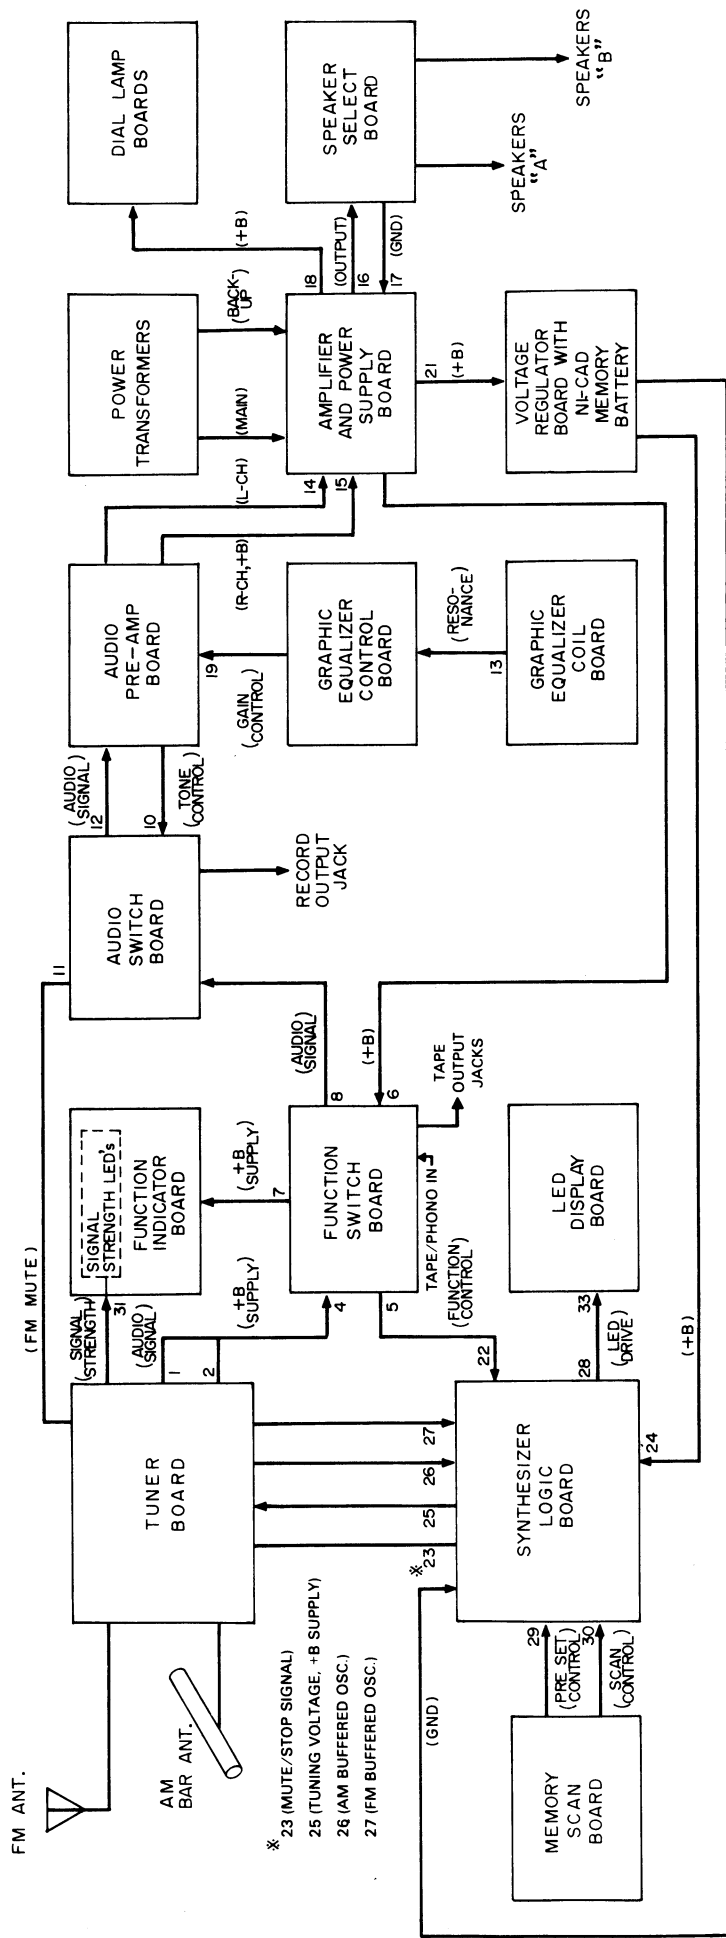 FM ANT.
AM
BAR ANT.
※
23 (MUTE/STOP SIGNAL)
25 (TUNING VOLTAGE, +B SUPPLY)
26 (AM BUFFERED OSC.)
27 (FM BUFFERED OSC.)
TUNER
BOARD
(FM MUTE)
11
(SIGNAL
STRENGTH)
31
(AUDIO
SIGNAL)
1
2
(+B
SUPPLY)
4
SIGNAL
STRENGTH LED's
FUNCTION
INDICATOR
BOARD
7
(+B
SUPPLY)
FUNCTION
SWITCH
BOARD
5
8
6
(AUDIO
SIGNAL)
(+B)
TAPE/PHONO IN
TAPE
OUTPUT
JACKS
(FUNCTION
CONTROL)
22
※
23
25
26
27
SYNTHESIZER
LOGIC
BOARD
28
(LED
DRIVE)
33
LED
DISPLAY
BOARD
24
(+B)
(GND)
29
(PRE SET
CONTROL)
30
(SCAN
CONTROL)
MEMORY
SCAN
BOARD
AUDIO
SWITCH
BOARD
RECORD
OUTPUT
JACK
12
(AUDIO
SIGNAL)
10
(TONE
CONTROL)
AUDIO
PRE-AMP
BOARD
19
(GAIN
CONTROL)
GRAPHIC
EQUALIZER
CONTROL
BOARD
13
(RESO-
NANCE)
GRAPHIC
EQUALIZER
COIL
BOARD
(L-CH)
14
(R-CH,+B)
15
POWER
TRANSFORMERS
(MAIN)
(BACK-
UP)
AMPLIFIER
AND POWER
SUPPLY
BOARD
18
(+B)
16
(OUTPUT)
17
(GND)
21
(+B)
VOLTAGE
REGULATOR
BOARD WITH
NI-CAD
MEMORY
BATTERY
DIAL LAMP
BOARDS
SPEAKER
SELECT
BOARD
SPEAKERS
"A"
SPEAKERS
"B"